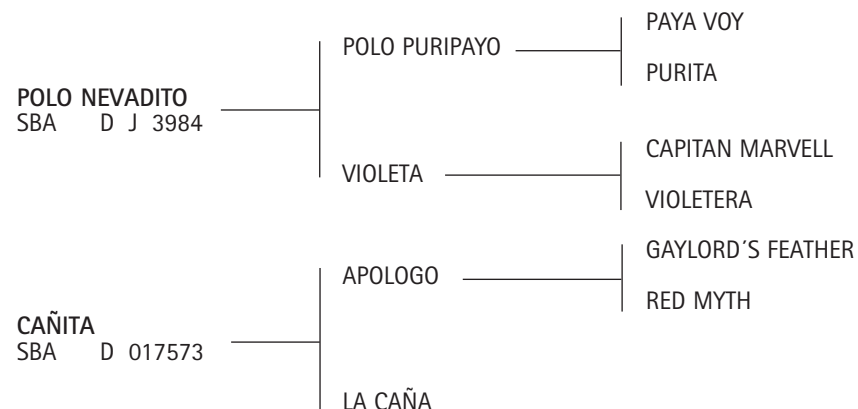 PAYA VOY
POLO PURIPAYO
PURITA
POLO NEVADITO
SBA D J 3984
CAPITAN MARVELL
VIOLETA
VIOLETERA
GAYLORD´S FEATHER
APOLOGO
RED MYTH
CAÑITA
SBA D 017573
LA CAÑA